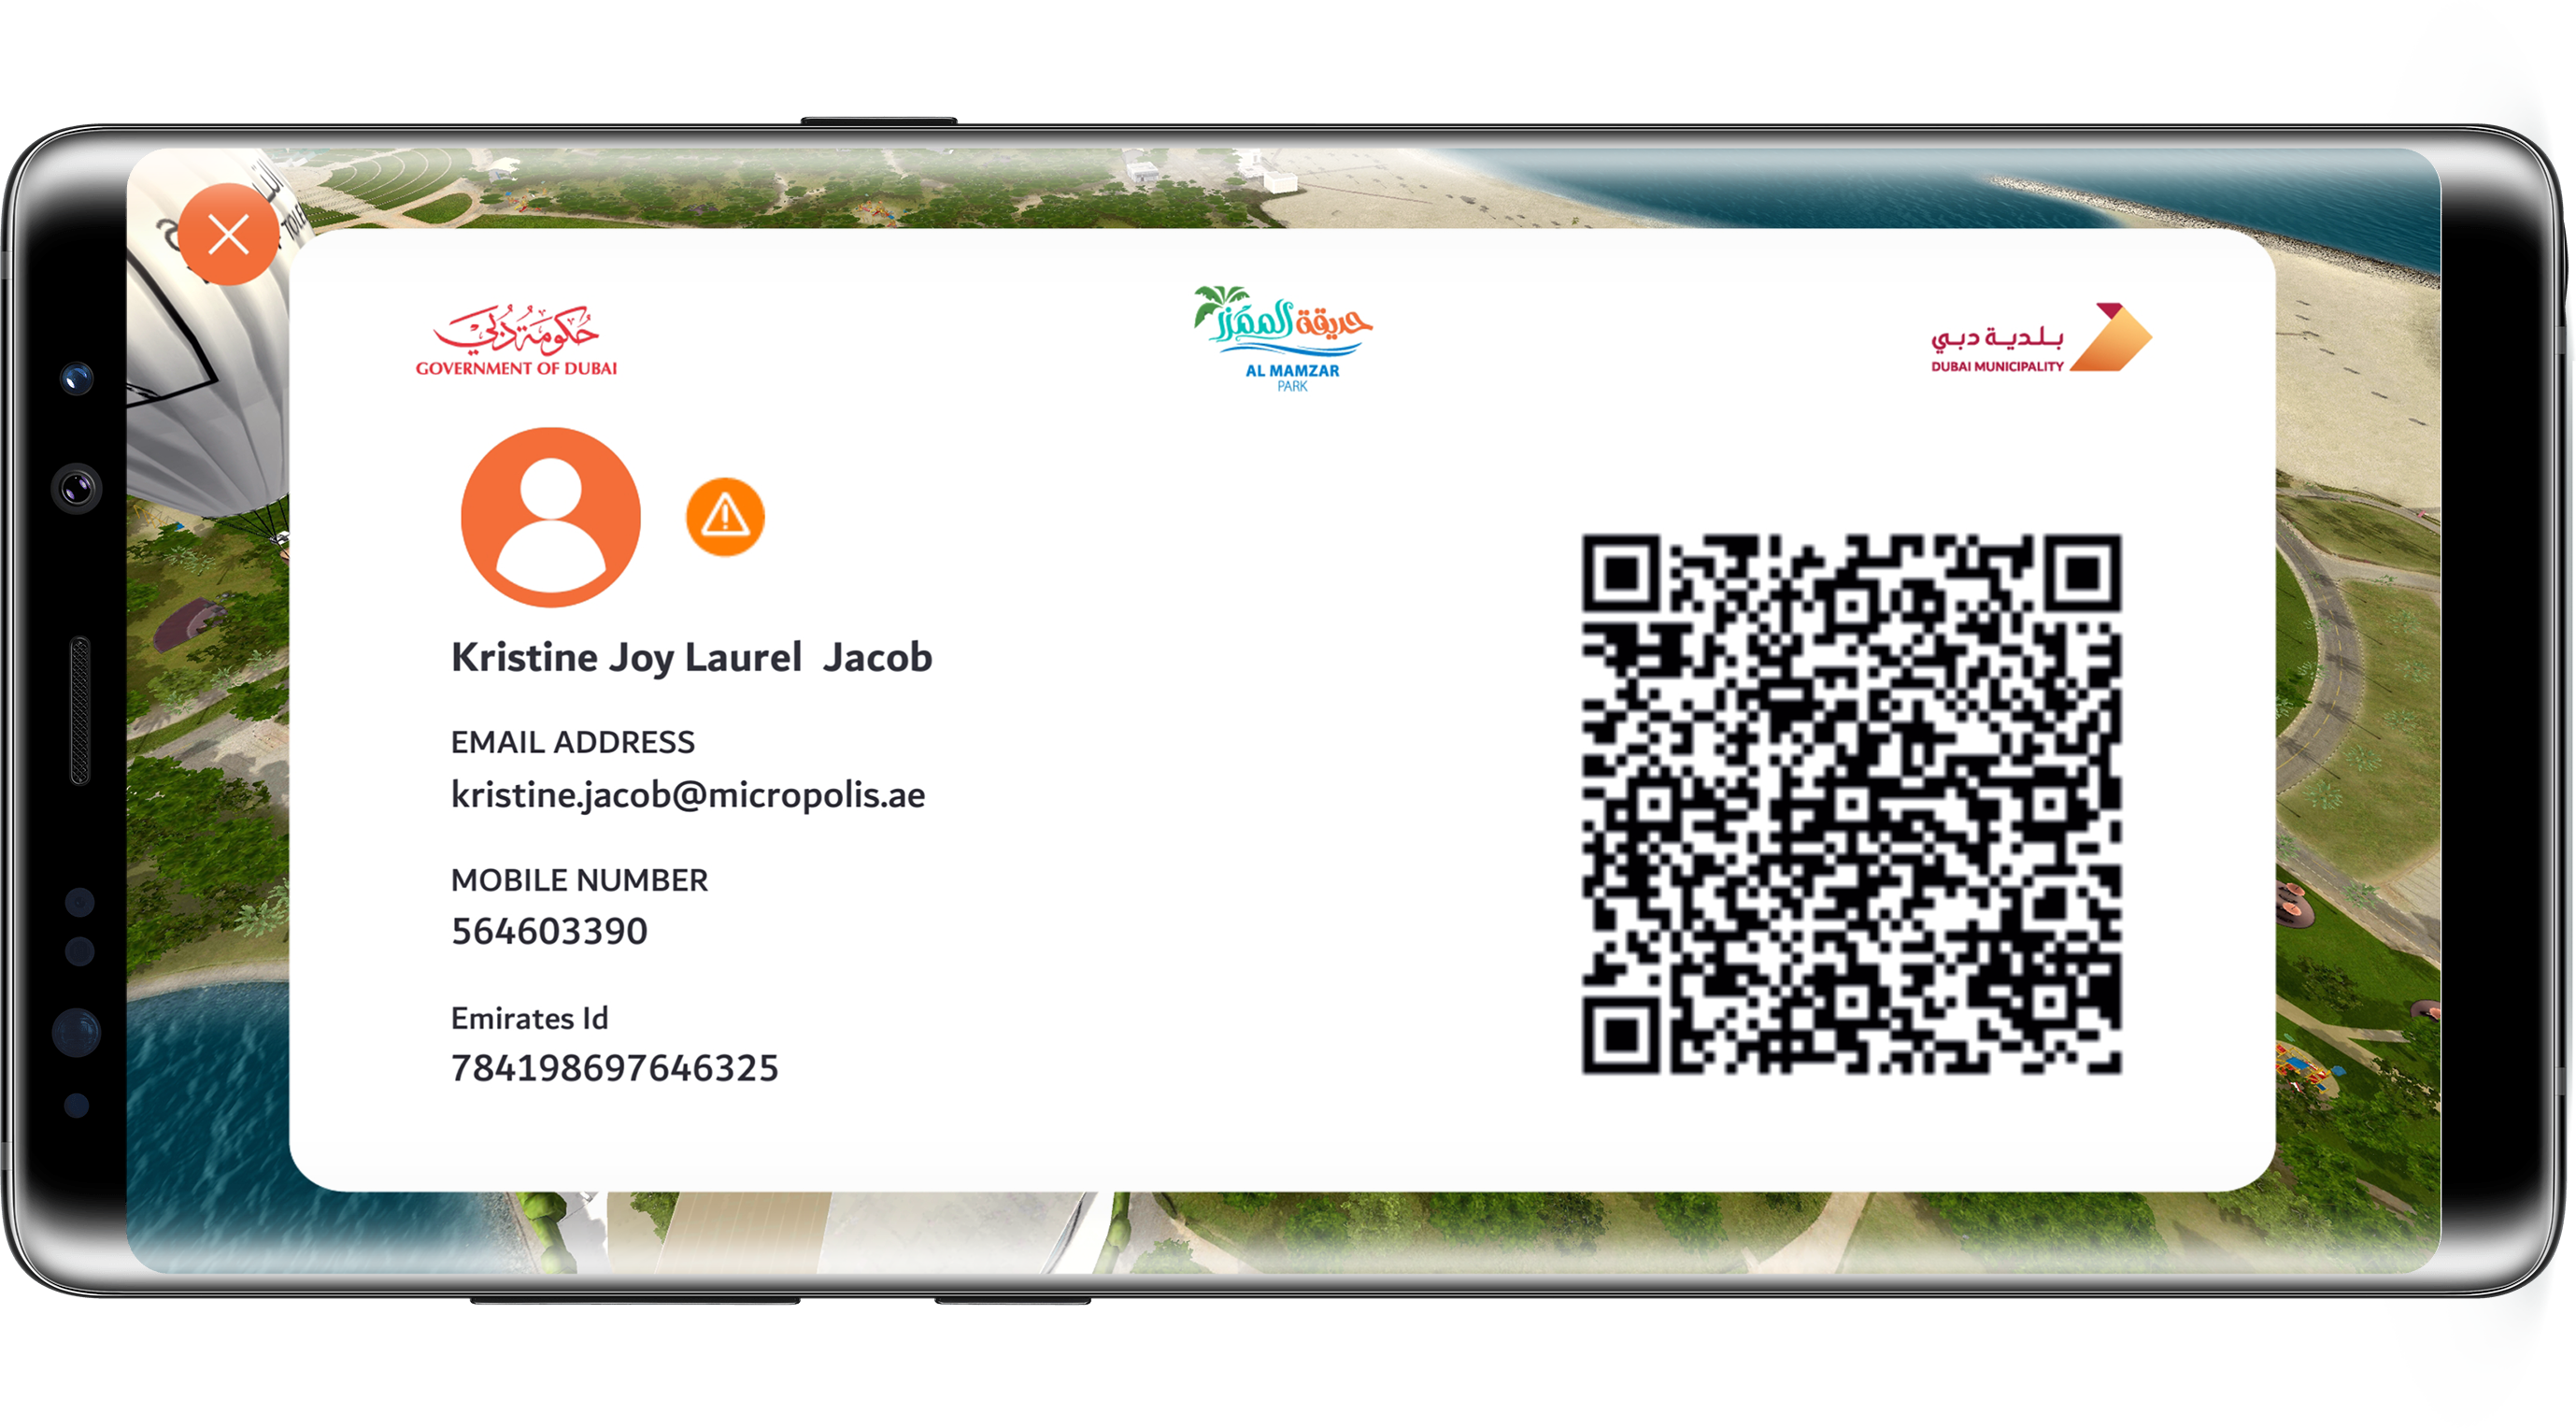 حكومة دبي
GOVERNMENT OF DUBAI
حديقة الممزر
AL MAMZAR
PARK
بلدية دبي
DUBAI MUNICIPALITY
Kristine Joy Laurel  Jacob
EMAIL ADDRESS
kristine.jacob@micropolis.ae
MOBILE NUMBER
564603390
Emirates Id
784198697646325